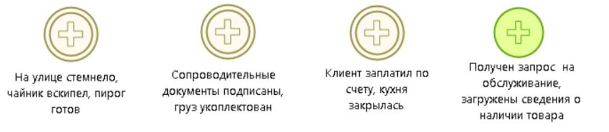 На улице стемнело,
чайник вскипел, пирог
готов
Сопроводительные
документы подписаны,
груз укоплектован
Клиент заплатил по
счету, кухня
закрылась
Получен запрос на
обслуживание,
загружены сведения о
наличии товара